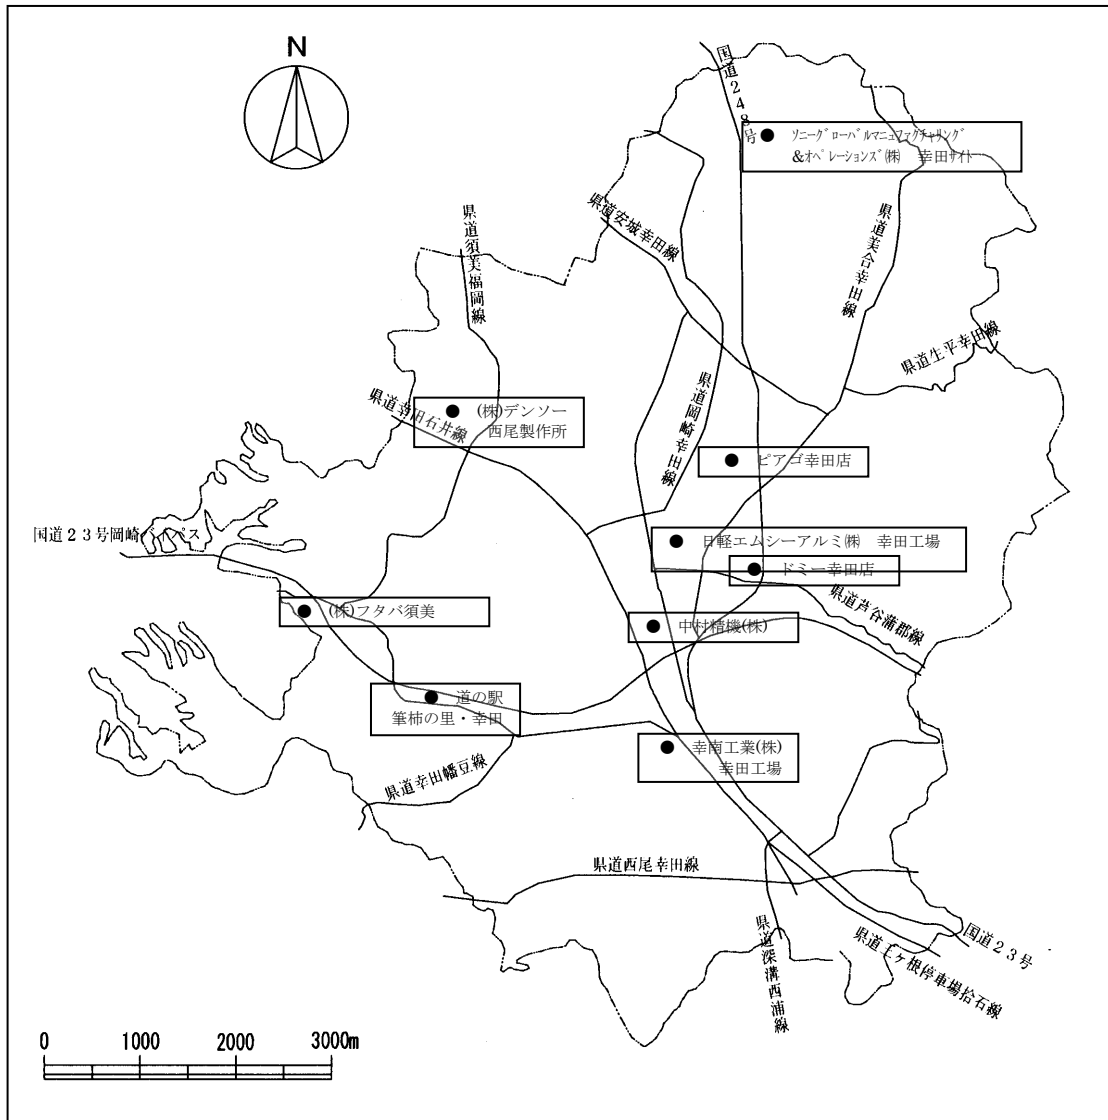 N
国道248号
ソニーグローバルマニュファクチャリング
&オペレーションズ(株) 幸田サイト
県道安城幸田線
県道須美福岡線
県道美合幸田線
県道生平幸田線
県道岡崎幸田線
県道幸田石井線
(株)デンソー
西尾製作所
ピアゴ幸田店
国道23号岡崎バイパス
日軽エムシーアルミ(株) 幸田工場
ドミー幸田店
県道芦谷蒲郡線
(株)フタバ須美
中村精機(株)
道の駅
筆柿の里・幸田
幸南工業(株)
幸田工場
県道幸田幡豆線
県道西尾幸田線
県道深溝西浦線
国道23号
県道三ヶ根停車場拾石線
0 1000 2000 3000m